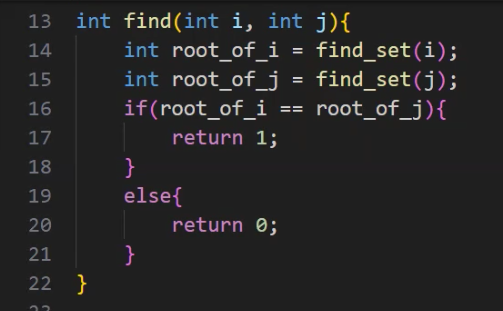 13 int find(int i, int j){
14     int root_of_i = find_set(i);
15     int root_of_j = find_set(j);
16     if(root_of_i == root_of_j){
17         return 1;
18     }
19     else{
20         return 0;
21     }
22 }